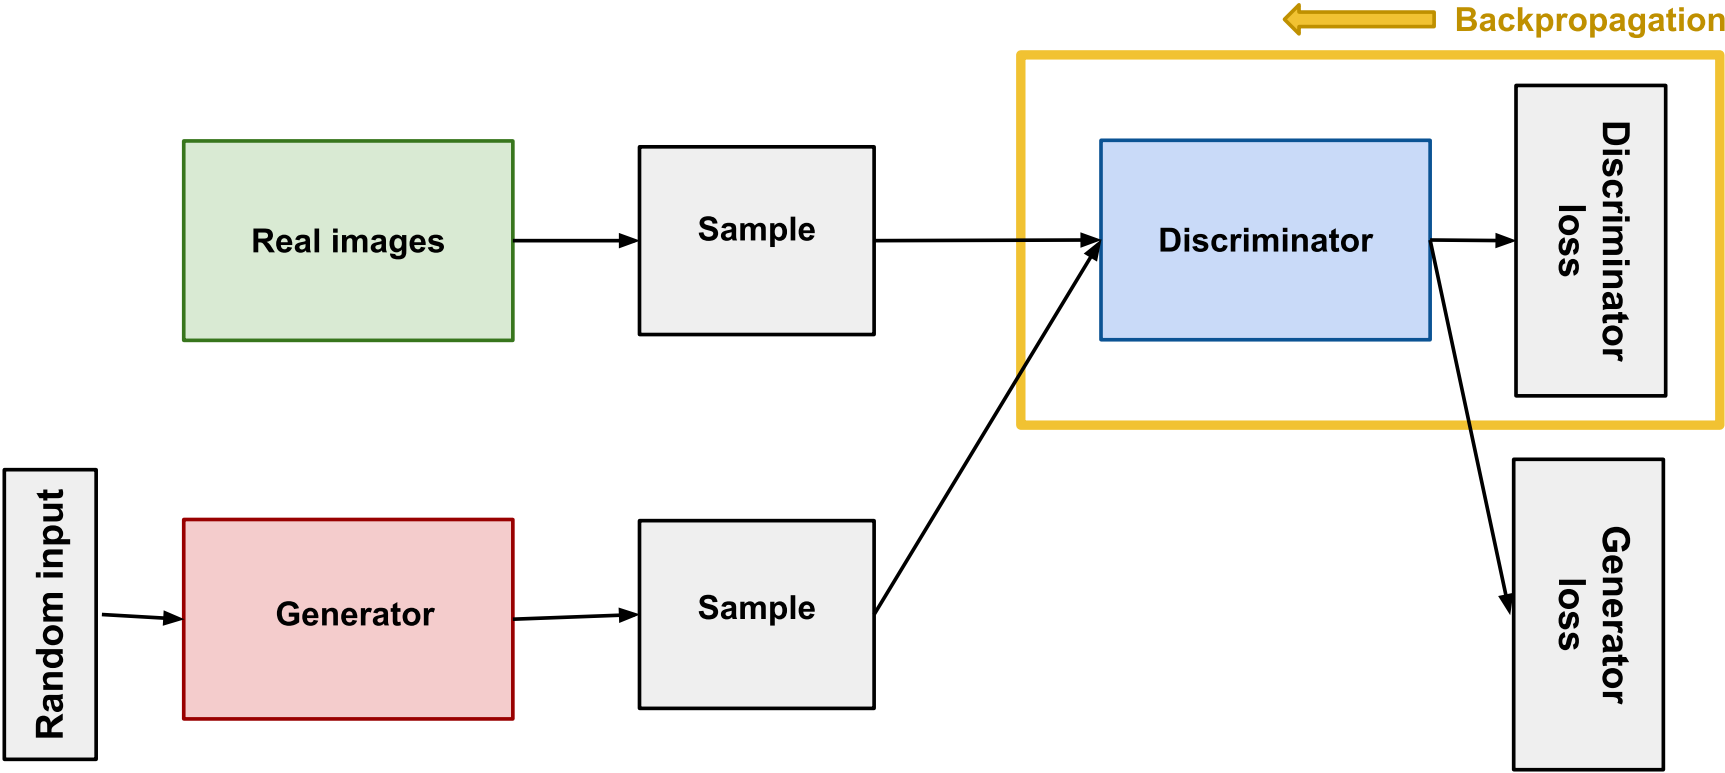 Backpropagation
Real images
Sample
Discriminator
Discriminator
loss
Random input
Generator
Sample
Generator
loss